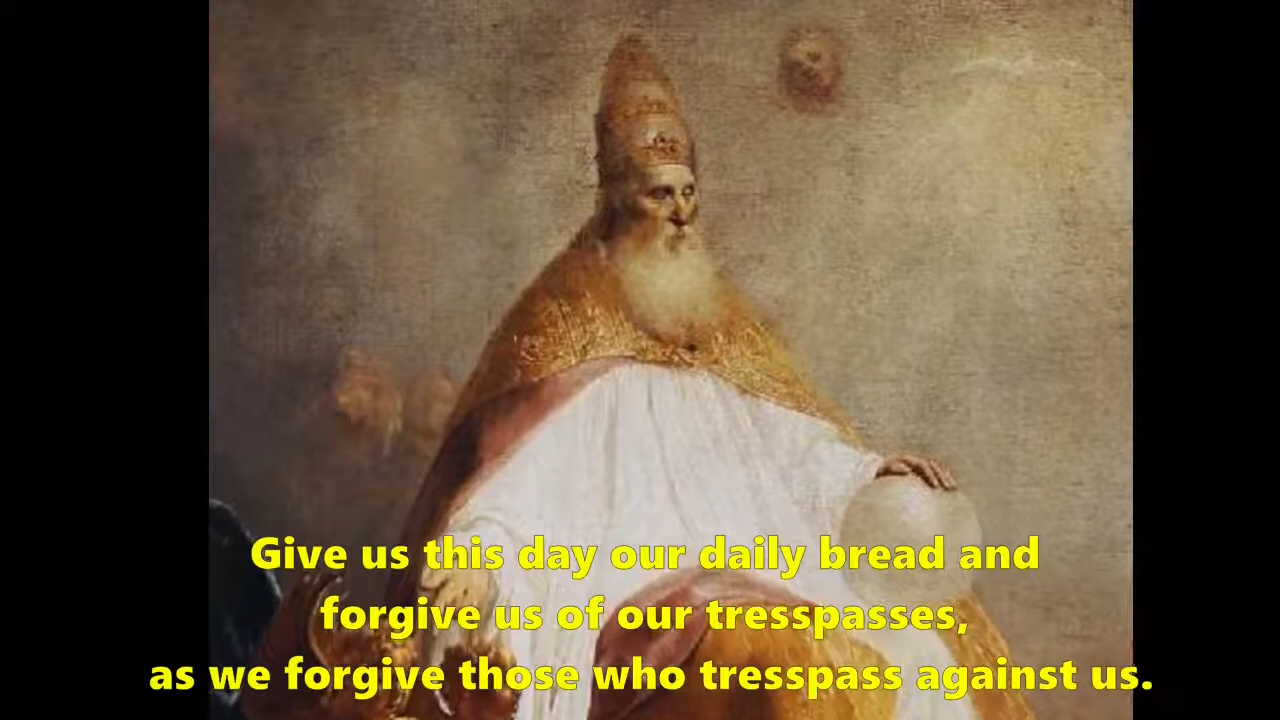 Give us this day our daily bread and
forgive us of our tresspasses,
as we forgive those who tresspass against us.